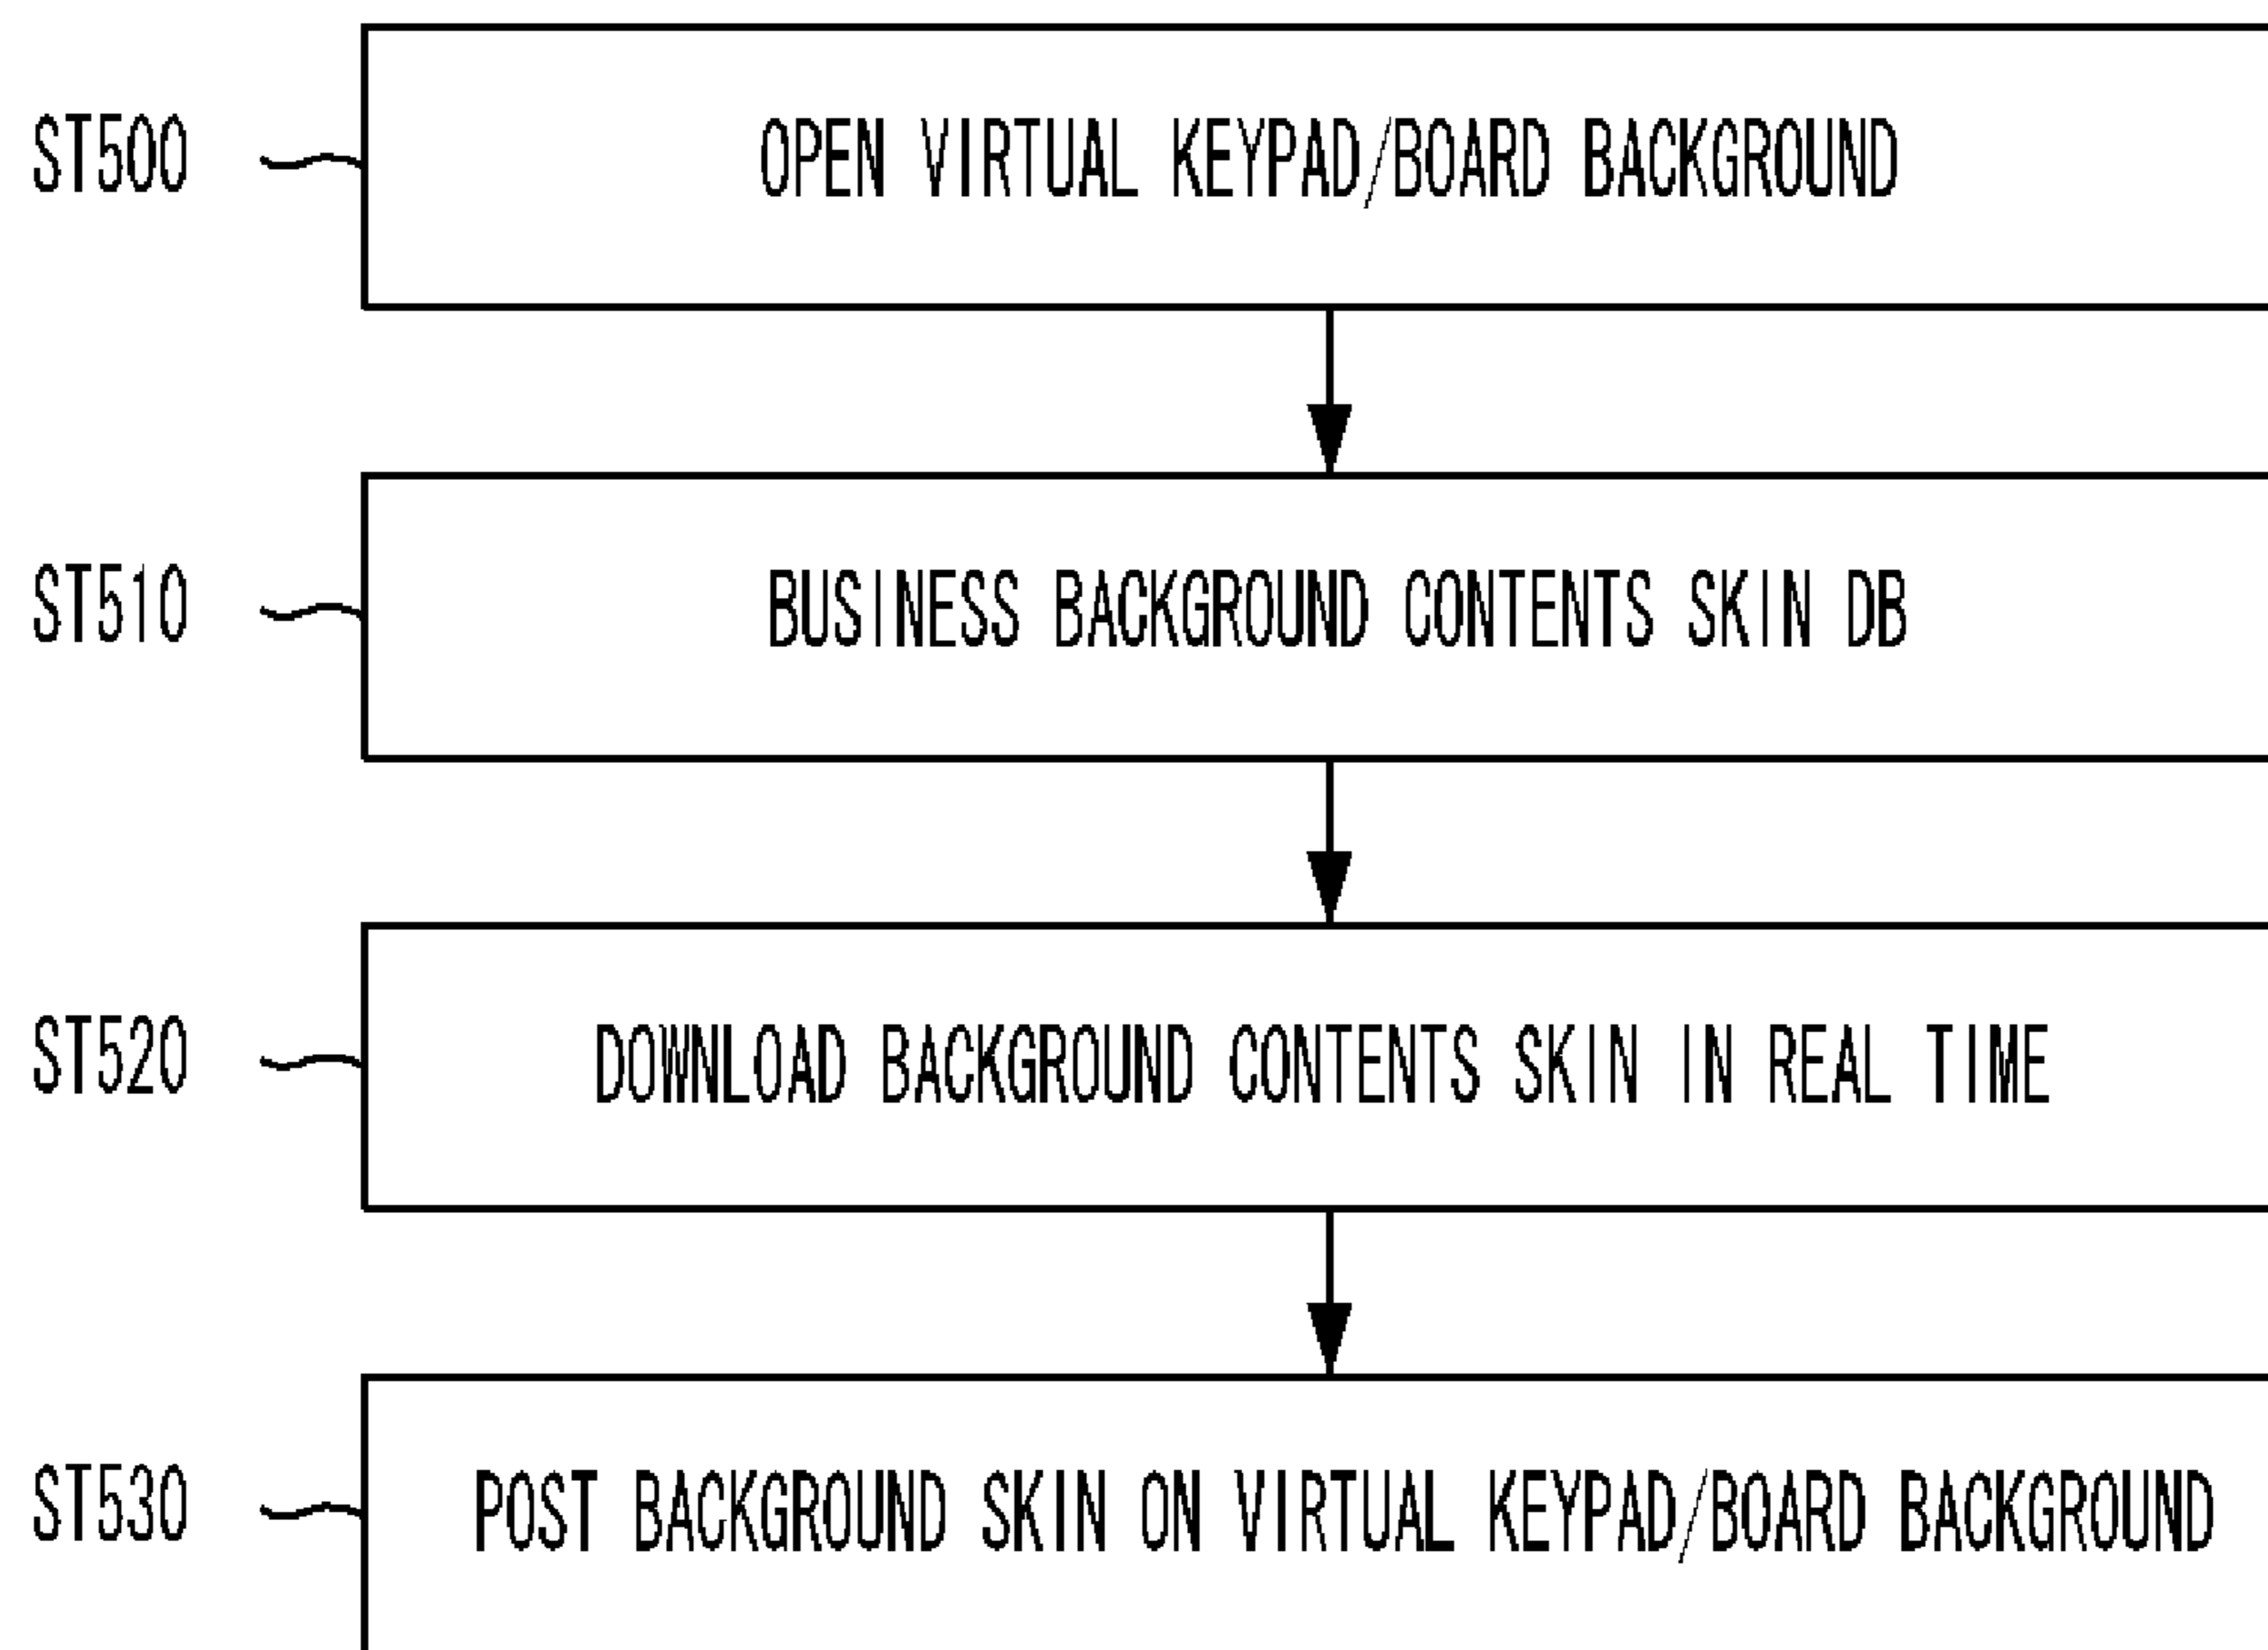 ST500
OPEN VIRTUAL KEYPAD/BOARD BACKGROUND
ST510
BUSINESS BACKGROUND CONTENTS SKIN DB
ST520
DOWNLOAD BACKGROUND CONTENTS SKIN IN REAL TIME
ST530
POST BACKGROUND SKIN ON VIRTUAL KEYPAD/BOARD BACKGROUND